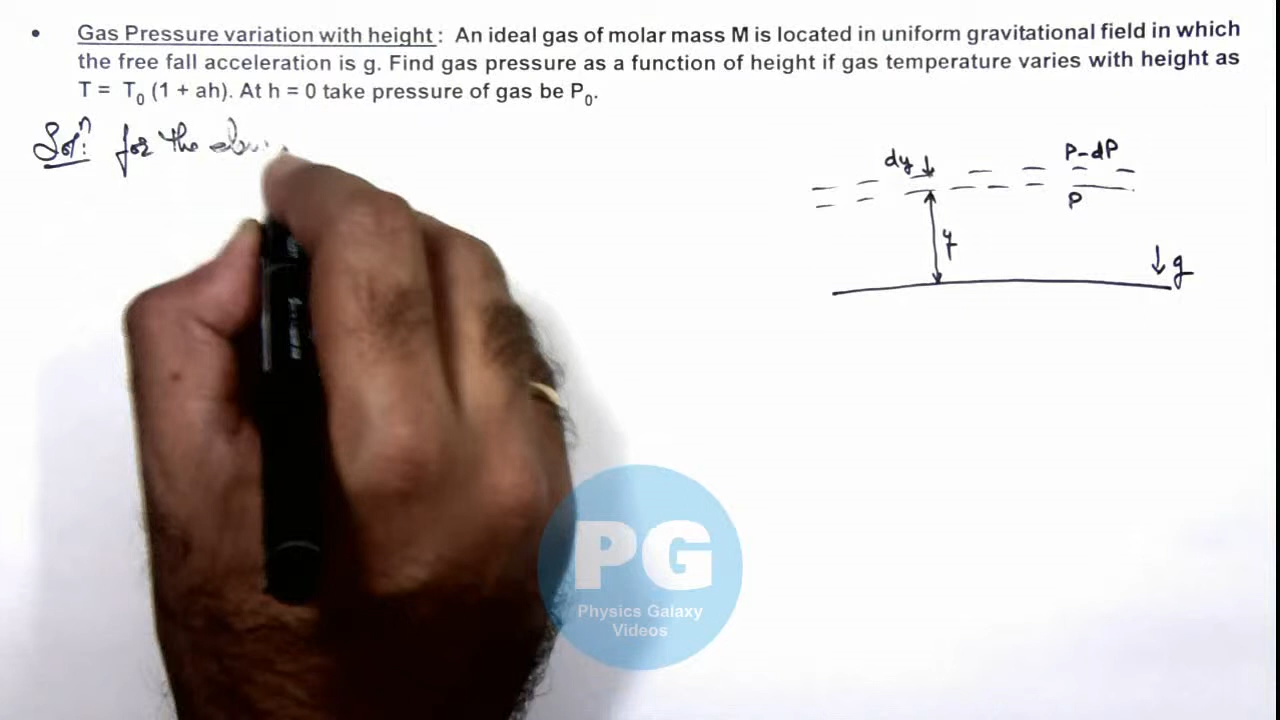 • Gas Pressure variation with height : An ideal gas of molar mass M is located in uniform gravitational field in which
the free fall acceleration is g. Find gas pressure as a function of height if gas temperature varies with height as
T = T₀ (1 + ah). At h = 0 take pressure of gas be P₀.
Solⁿ: for the
dy
P-dP
P
y
g
PG
Physics Galaxy
Videos